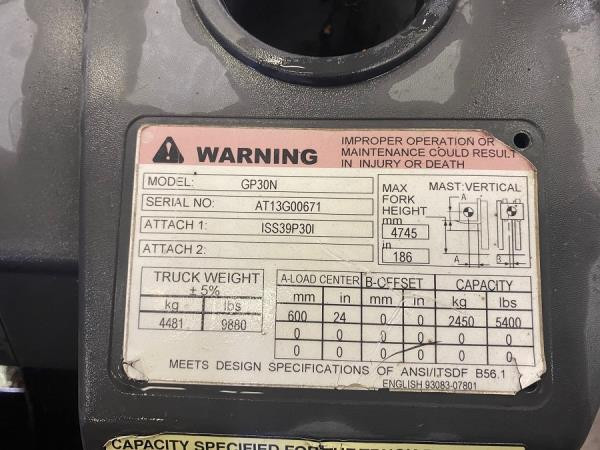 WARNING
IMPROPER OPERATION OR
MAINTENANCE COULD RESULT
IN INJURY OR DEATH
MODEL: GP30N
SERIAL NO: AT13G00671
ATTACH 1: ISS39P30I
ATTACH 2:
MAX
FORK
HEIGHT
mm
4745
in
186
MAST:VERTICAL
A
A
B
TRUCK WEIGHT
± 5%
kg lbs
4481 9880
A-LOAD CENTER B-OFFSET CAPACITY
mm in mm in kg lbs
600 24 0 0 2450 5400
0 0 0 0 0 0
0 0 0 0 0 0
MEETS DESIGN SPECIFICATIONS OF ANSI/ITSDF B56.1
ENGLISH 93083-07801
CAPACITY SPECIFIED